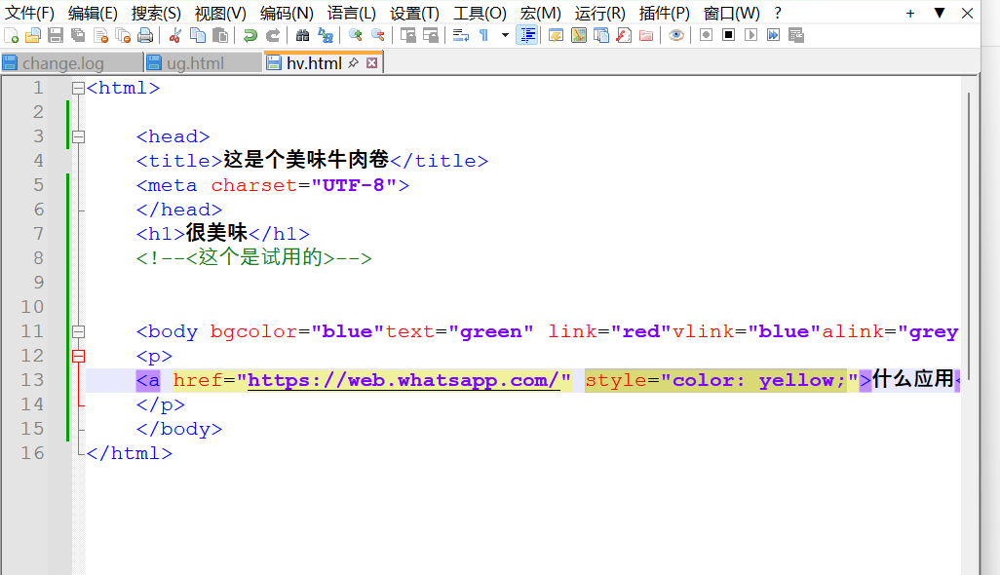 文件(F) 编辑(E) 搜索(S) 视图(V) 编码(N) 语言(L) 设置(T) 工具(O) 宏(M) 运行(R) 插件(P) 窗口(W) ? + ▼ ×
change.log ug.html hv.html
1 <html>
2
3 <head>
4 <title>这是个美味牛肉卷</title>
5 <meta charset="UTF-8">
6 </head>
7 <h1>很美味</h1>
8 <!--<这个是试用的>-->
9
10
11 <body bgcolor="blue"text="green" link="red"vlink="blue"alink="grey
12 <p>
13 <a href="https://web.whatsapp.com/" style="color: yellow;">什么应用<
14 </p>
15 </body>
16 </html>